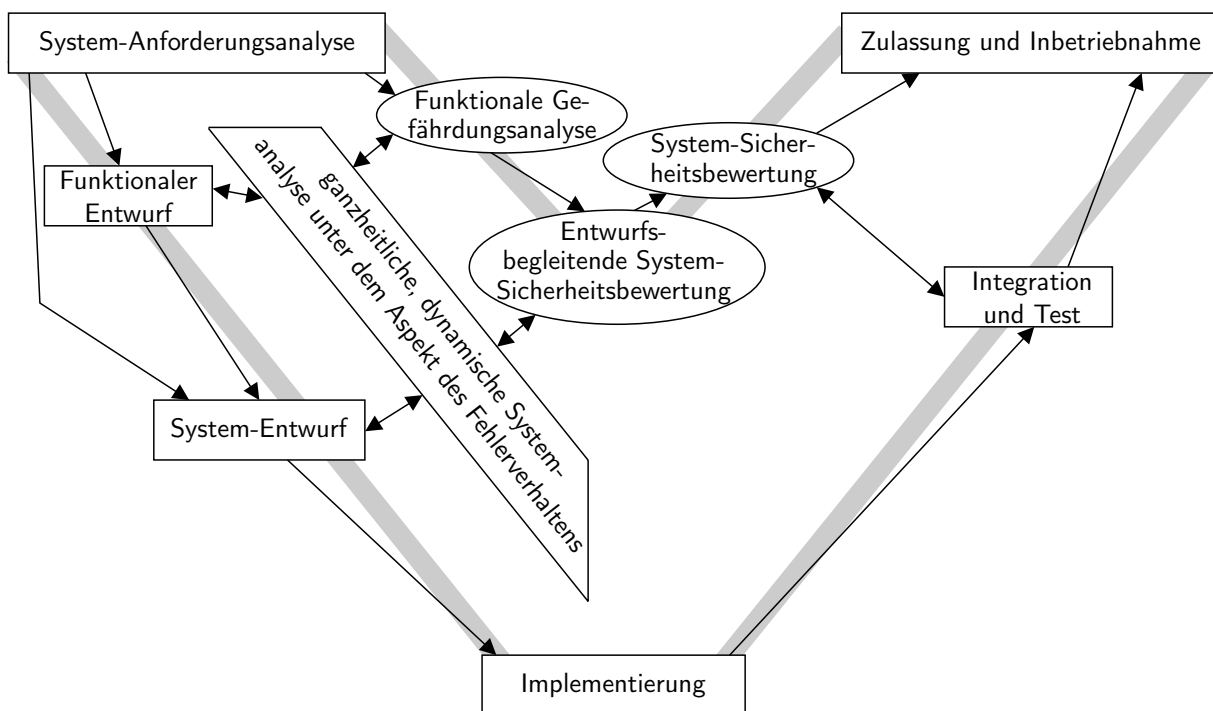 System-Anforderungsanalyse
Zulassung und Inbetriebnahme
Funktionale Ge-
fährdungsanalyse
System-Sicher-
heitsbewertung
Funktionaler
Entwurf
ganzheitliche, dynamische System-
analyse unter dem Aspekt des Fehlerverhaltens
Entwurfs-
begleitende System-
Sicherheitsbewertung
Integration
und Test
System-Entwurf
Implementierung